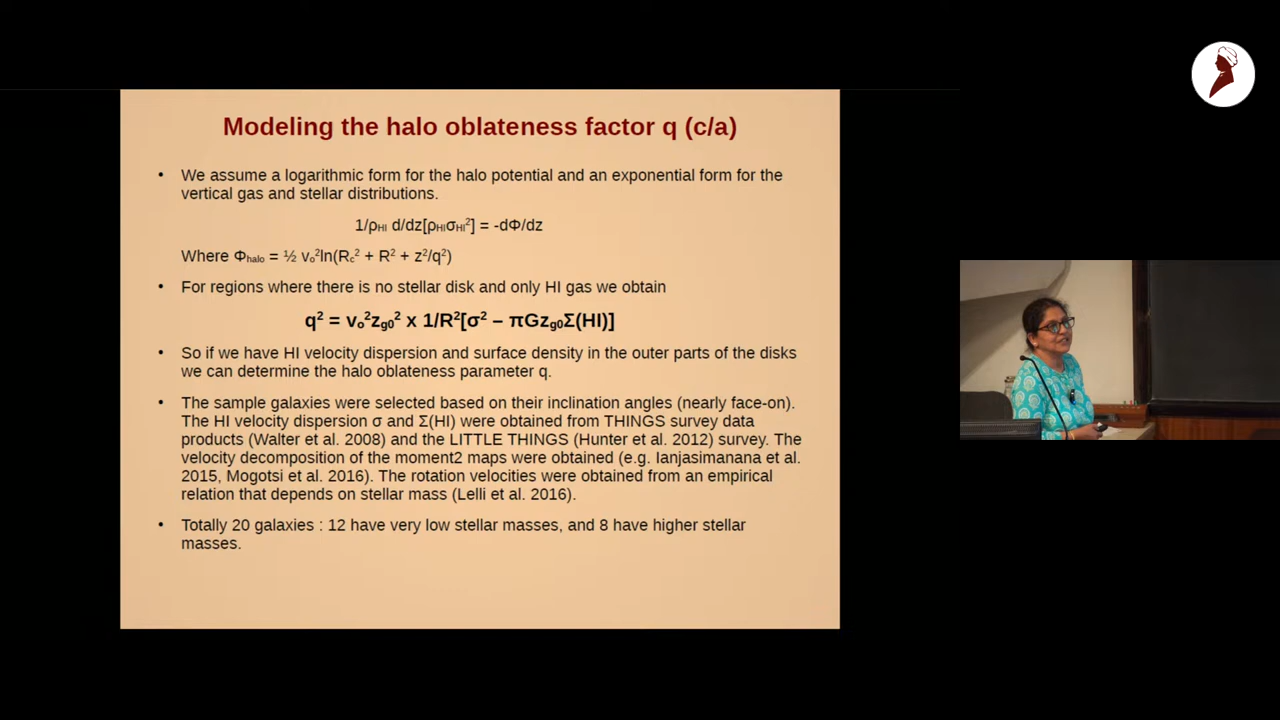 Modeling the halo oblateness factor q (c/a)
• We assume a logarithmic form for the halo potential and an exponential form for the
vertical gas and stellar distributions.
1/ρHI d/dz[ρHIσHI²] = -dΦ/dz
Where Φhalo = ½ vo²ln(Rc² + R² + z²/q²)
• For regions where there is no stellar disk and only HI gas we obtain
q² = vo²zg0² x 1/R²[σ² – πGzg0Σ(HI)]
• So if we have HI velocity dispersion and surface density in the outer parts of the disks
we can determine the halo oblateness parameter q.
• The sample galaxies were selected based on their inclination angles (nearly face-on).
The HI velocity dispersion σ and Σ(HI) were obtained from THINGS survey data
products (Walter et al. 2008) and the LITTLE THINGS (Hunter et al. 2012) survey. The
velocity decomposition of the moment2 maps were obtained (e.g. Ianjasimanana et al.
2015, Mogotsi et al. 2016). The rotation velocities were obtained from an empirical
relation that depends on stellar mass (Lelli et al. 2016).
• Totally 20 galaxies : 12 have very low stellar masses, and 8 have higher stellar
masses.